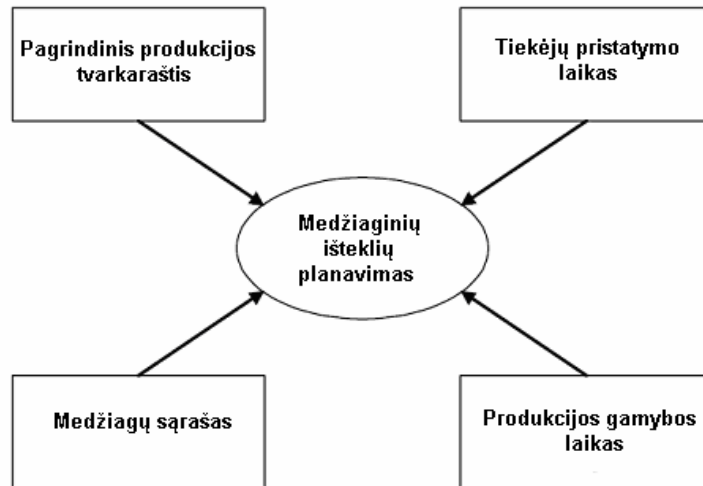 Pagrindinis produkcijos
tvarkaraštis
Tiekėjų pristatymo
laikas
Medžiaginių
išteklių
planavimas
Medžiagų sąrašas
Produkcijos gamybos
laikas